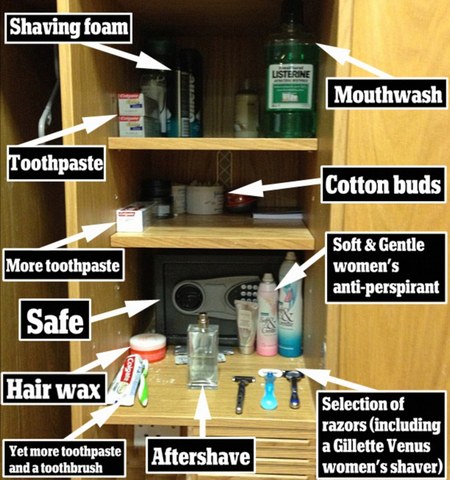 Shaving foam
LISTERINE
Mouthwash
Toothpaste
Cotton buds
More toothpaste
Soft & Gentle
women's
anti-perspirant
Safe
Hair wax
Colgate
Yet more toothpaste
and a toothbrush
Aftershave
Selection of
razors (including
a Gillette Venus
women's shaver)